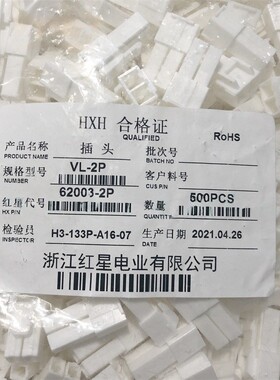 HXH 合格证 RoHS
产品名称 插头 批次号
PRODUCT NAME BATCH NO
规格型号 VL-2P 客户料号
NUMBER CUS P/N
红星代号 62003-2P 数量 500PCS
HX P/N QUANTITY
检验员 H3-133P-A16-07 生产日期 2021.04.26
INSPECTOR
浙江红星电业有限公司